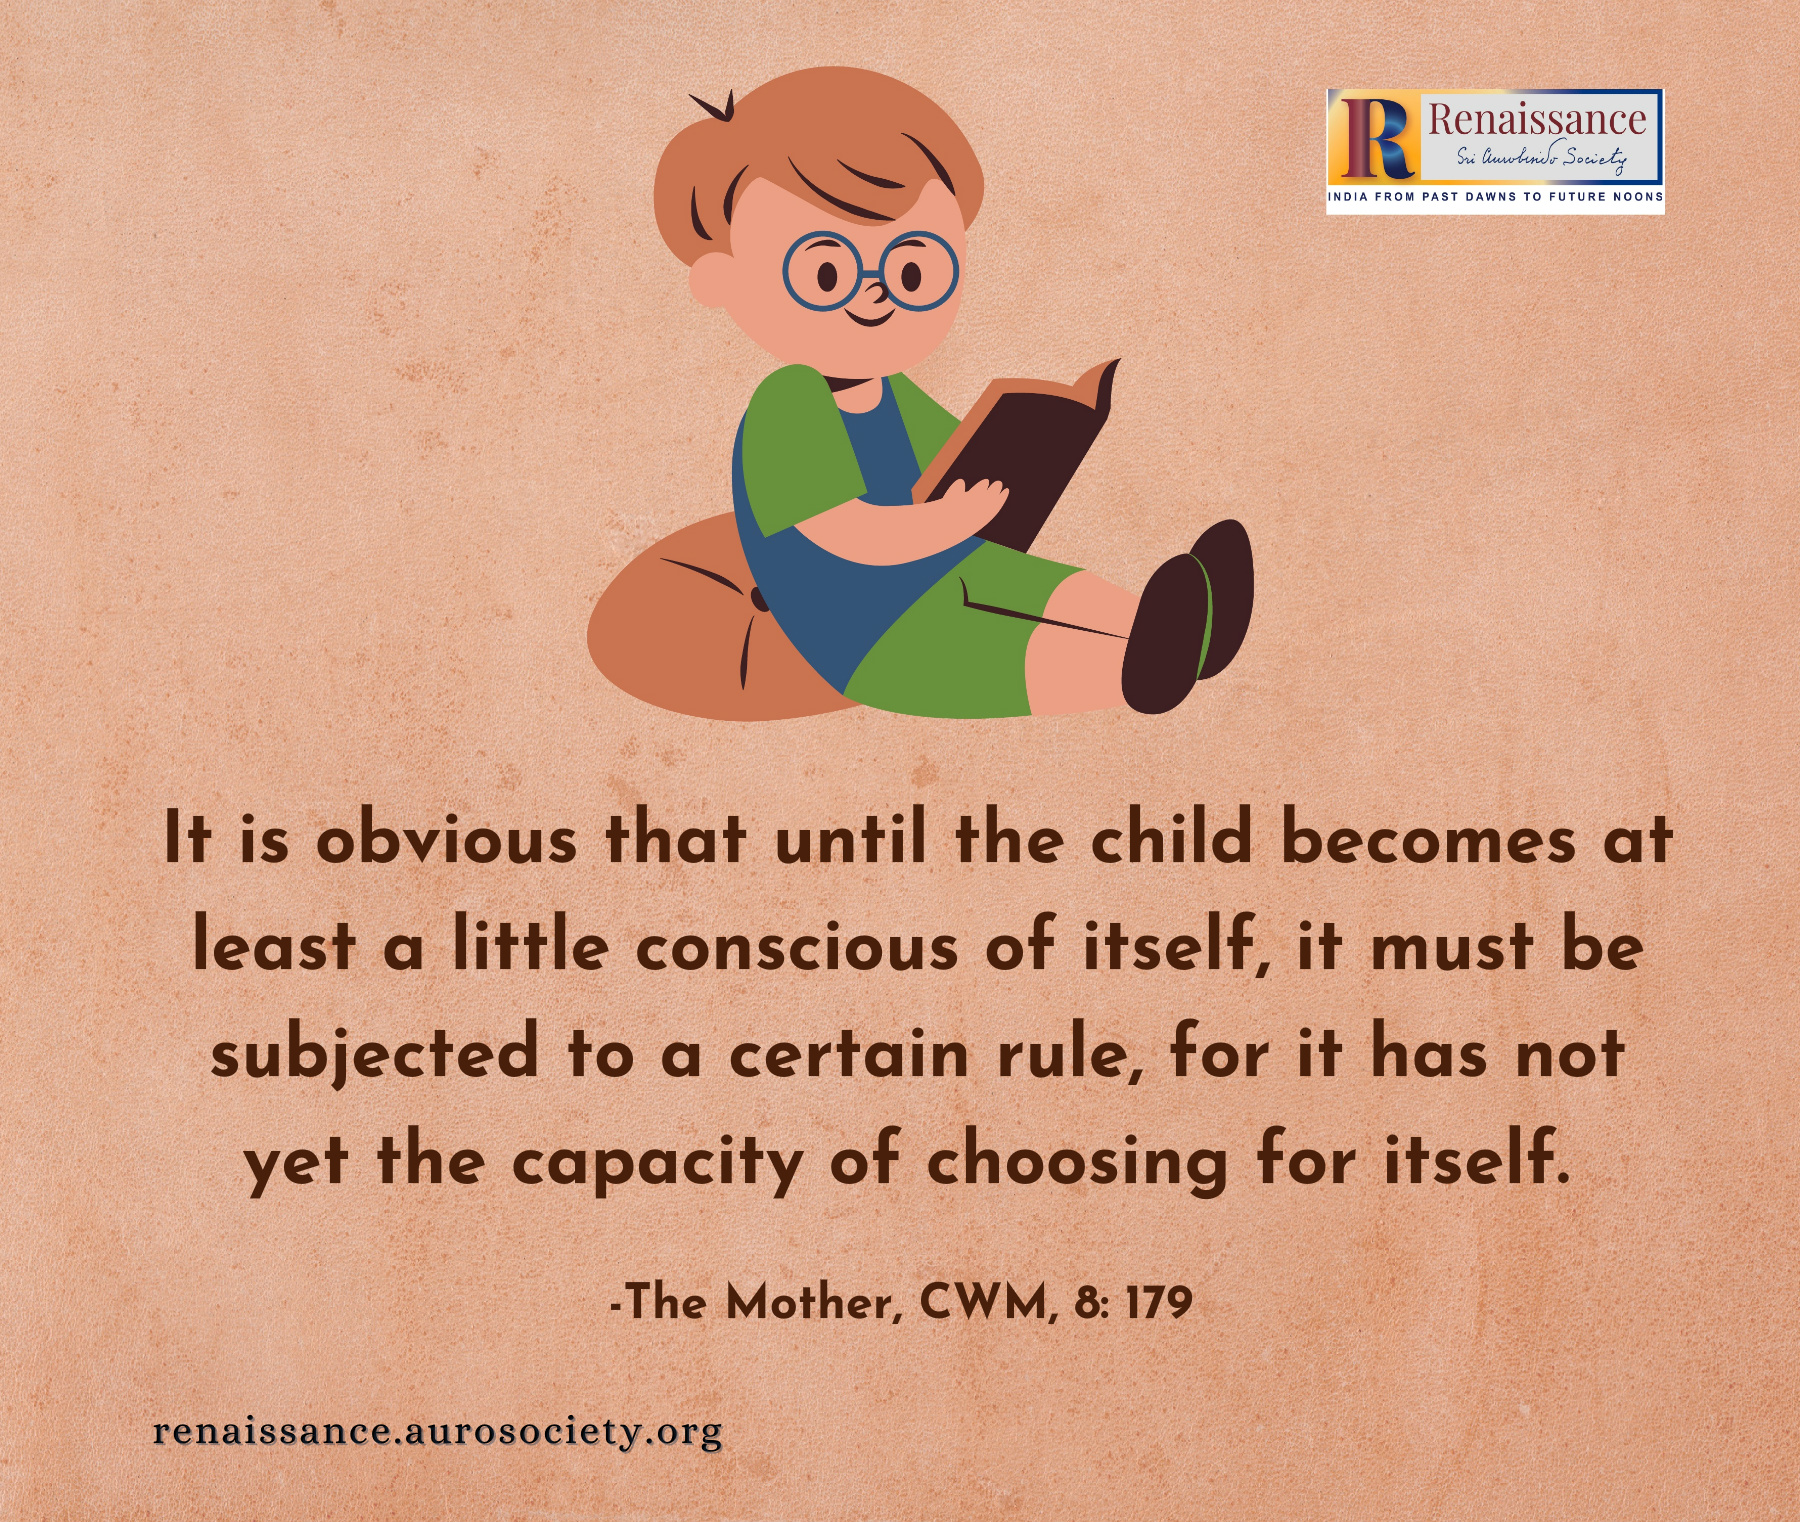 R Renaissance
Sri Aurobindo Society
INDIA FROM PAST DAWNS TO FUTURE NOONS
It is obvious that until the child becomes at
least a little conscious of itself, it must be
subjected to a certain rule, for it has not
yet the capacity of choosing for itself.
-The Mother, CWM, 8: 179
renaissance.aurosociety.org